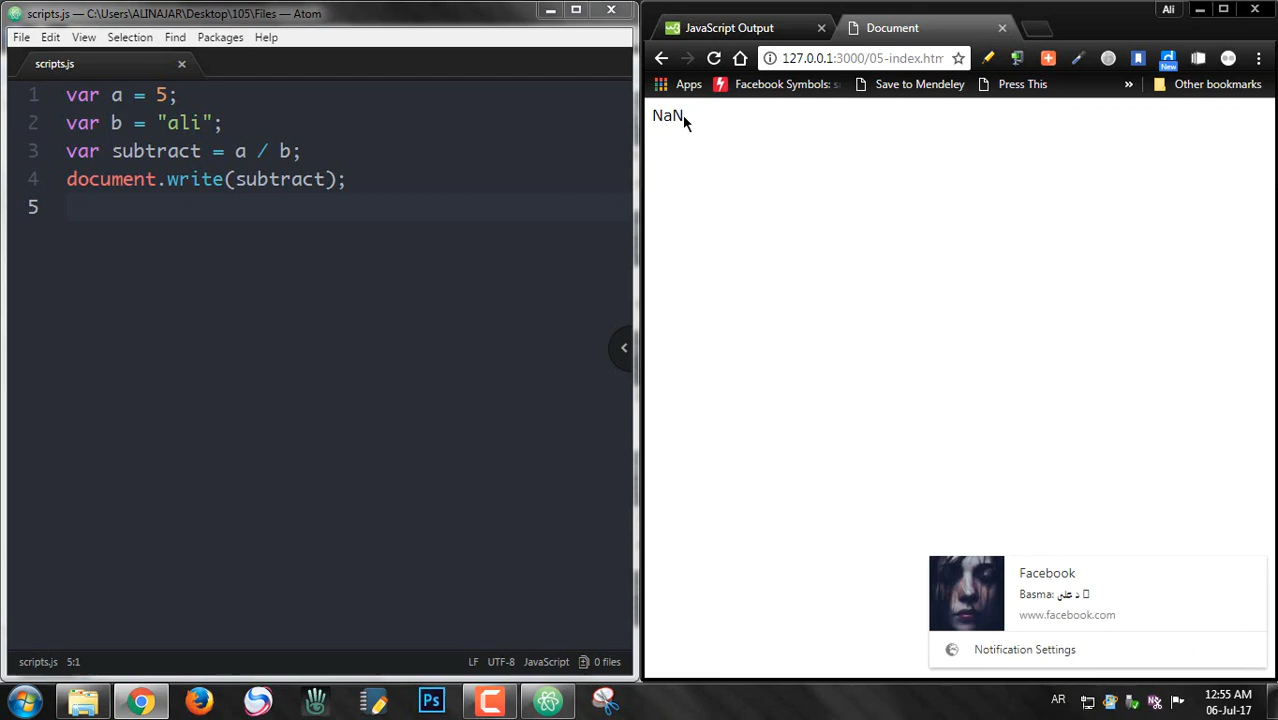 scripts.js — C:\Users\ALINAJAR\Desktop\105\Files — Atom
File Edit View Selection Find Packages Help
scripts.js
1 var a = 5;
2 var b = "ali";
3 var subtract = a / b;
4 document.write(subtract);
5
scripts.js 5:1 LF UTF-8 JavaScript 0 files
Ali
JavaScript Output Document
127.0.0.1:3000/05-index.htm
New
Apps Facebook Symbols: Save to Mendeley Press This » Other bookmarks
NaN
Facebook
Basma: د على
www.facebook.com
Notification Settings
Ps
AR
12:55 AM
06-Jul-17